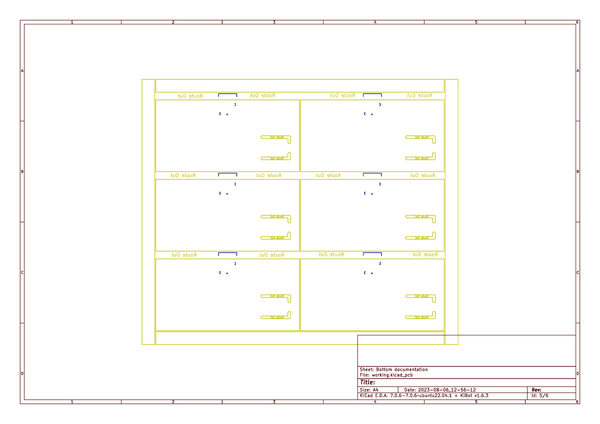 1 2 3 4 5 6
A A
Route Out Route Out Route Out Route Out
Route Out Route Out Route Out Route Out
B B
Route Out Route Out Route Out Route Out
C C
Sheet: Bottom documentation
File: working.kicad_pcb
D D
Title:
Size: A4 Date: 2023-08-06_12-56-12 Rev:
KiCad E.D.A. 7.0.6-7.0.6~ubuntu22.04.1 + KiBot v1.6.3 Id: 5/6
1 2 3 4 5 6